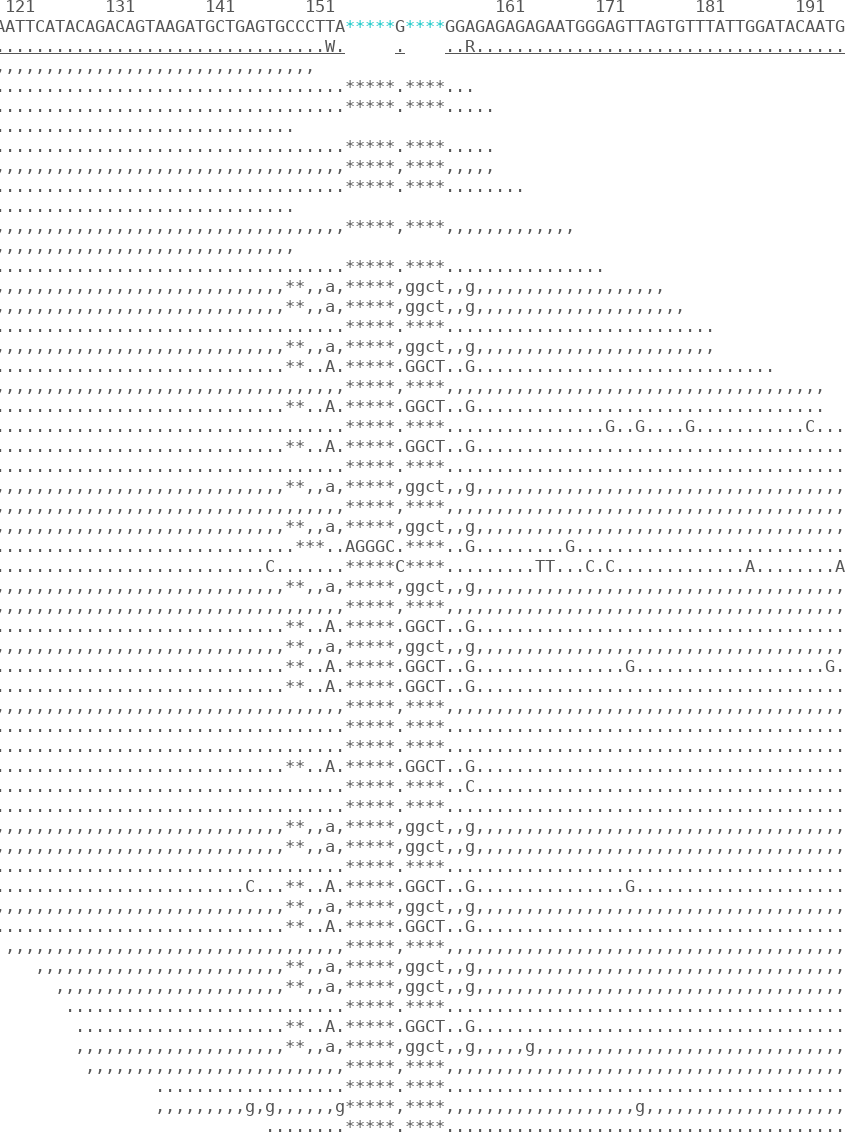 121       131       141       151                 161       171       181       191
AATTCATACAGACAGTAAGATGCTGAGTGCCCTTA*****G****GGAGAGAGAGAATGGGAGTTAGTGTTTATTGGATACAATG
.................................W.     .    ..R.....................................
,,,,,,,,,,,,,,,,,,,,,,,,,,,,,,,,
...................................*****.****...
...................................*****.****.....
..............................
...................................*****.****.....
,,,,,,,,,,,,,,,,,,,,,,,,,,,,,,,,,,,*****,****,,,,,
...................................*****.****........
..............................
,,,,,,,,,,,,,,,,,,,,,,,,,,,,,,,,,,,*****,****,,,,,,,,,,,,,
,,,,,,,,,,,,,,,,,,,,,,,,,,,,,,
...................................*****.****................
,,,,,,,,,,,,,,,,,,,,,,,,,,,,,**,,a,*****,ggct,,g,,,,,,,,,,,,,,,,,,,
,,,,,,,,,,,,,,,,,,,,,,,,,,,,,**,,a,*****,ggct,,g,,,,,,,,,,,,,,,,,,,,,
...................................*****.****...........................
,,,,,,,,,,,,,,,,,,,,,,,,,,,,,**,,a,*****,ggct,,g,,,,,,,,,,,,,,,,,,,,,,,,
.............................**..A.*****.GGCT..G..............................
,,,,,,,,,,,,,,,,,,,,,,,,,,,,,,,,,,,*****,****,,,,,,,,,,,,,,,,,,,,,,,,,,,,,,,,,,,,,,
.............................**..A.*****.GGCT..G...................................
...................................*****.****................G..G....G...........C...
.............................**..A.*****.GGCT..G.....................................
...................................*****.****........................................
,,,,,,,,,,,,,,,,,,,,,,,,,,,,,**,,a,*****,ggct,,g,,,,,,,,,,,,,,,,,,,,,,,,,,,,,,,,,,,,,
,,,,,,,,,,,,,,,,,,,,,,,,,,,,,,,,,,,*****,****,,,,,,,,,,,,,,,,,,,,,,,,,,,,,,,,,,,,,,,,
,,,,,,,,,,,,,,,,,,,,,,,,,,,,,**,,a,*****,ggct,,g,,,,,,,,,,,,,,,,,,,,,,,,,,,,,,,,,,,,,
..............................***..AGGGC.****..G.........G...........................
...........................C.......*****C****.........TT...C.C.............A........A
,,,,,,,,,,,,,,,,,,,,,,,,,,,,,**,,a,*****,ggct,,g,,,,,,,,,,,,,,,,,,,,,,,,,,,,,,,,,,,,,
,,,,,,,,,,,,,,,,,,,,,,,,,,,,,,,,,,,*****,****,,,,,,,,,,,,,,,,,,,,,,,,,,,,,,,,,,,,,,,,
.............................**..A.*****.GGCT..G.....................................
,,,,,,,,,,,,,,,,,,,,,,,,,,,,,**,,a,*****,ggct,,g,,,,,,,,,,,,,,,,,,,,,,,,,,,,,,,,,,,,,
.............................**..A.*****.GGCT..G...............G...................G.
.............................**..A.*****.GGCT..G.....................................
,,,,,,,,,,,,,,,,,,,,,,,,,,,,,,,,,,,*****,****,,,,,,,,,,,,,,,,,,,,,,,,,,,,,,,,,,,,,,,,
...................................*****.****........................................
...................................*****.****........................................
.............................**..A.*****.GGCT..G.....................................
...................................*****.****..C.....................................
...................................*****.****........................................
,,,,,,,,,,,,,,,,,,,,,,,,,,,,,**,,a,*****,ggct,,g,,,,,,,,,,,,,,,,,,,,,,,,,,,,,,,,,,,,,
,,,,,,,,,,,,,,,,,,,,,,,,,,,,,**,,a,*****,ggct,,g,,,,,,,,,,,,,,,,,,,,,,,,,,,,,,,,,,,,,
...................................*****.****........................................
.........................C...**..A.*****.GGCT..G...............G.....................
,,,,,,,,,,,,,,,,,,,,,,,,,,,,,**,,a,*****,ggct,,g,,,,,,,,,,,,,,,,,,,,,,,,,,,,,,,,,,,,,
.............................**..A.*****.GGCT..G.....................................
 ,,,,,,,,,,,,,,,,,,,,,,,,,,,,,,,,,,*****,****,,,,,,,,,,,,,,,,,,,,,,,,,,,,,,,,,,,,,,,,
    ,,,,,,,,,,,,,,,,,,,,,,,,,**,,a,*****,ggct,,g,,,,,,,,,,,,,,,,,,,,,,,,,,,,,,,,,,,,,
      ,,,,,,,,,,,,,,,,,,,,,,,**,,a,*****,ggct,,g,,,,,,,,,,,,,,,,,,,,,,,,,,,,,,,,,,,,,
       ............................*****.****........................................
        .....................**..A.*****.GGCT..G.....................................
        ,,,,,,,,,,,,,,,,,,,,,**,,a,*****,ggct,,g,,,,,g,,,,,,,,,,,,,,,,,,,,,,,,,,,,,,,
         ,,,,,,,,,,,,,,,,,,,,,,,,,,*****,****,,,,,,,,,,,,,,,,,,,,,,,,,,,,,,,,,,,,,,,,
                ...................*****.****........................................
                ,,,,,,,,,g,g,,,,,,g*****,****,,,,,,,,,,,,,,,,,,,g,,,,,,,,,,,,,,,,,,,,
                           ........*****.****........................................